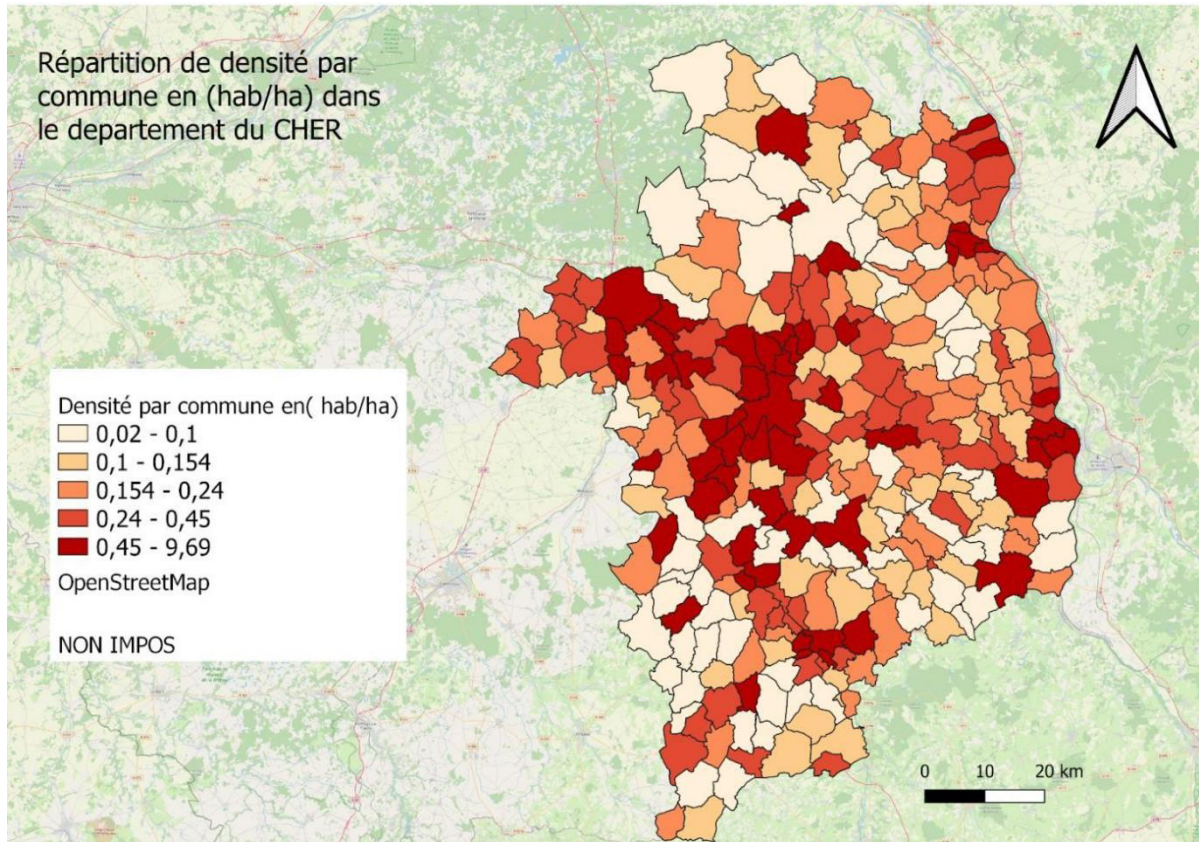 Répartition de densité par
commune en (hab/ha) dans
le departement du CHER
Densité par commune en( hab/ha)
0,02 - 0,1
0,1 - 0,154
0,154 - 0,24
0,24 - 0,45
0,45 - 9,69
OpenStreetMap
NON IMPOS
0 10 20 km